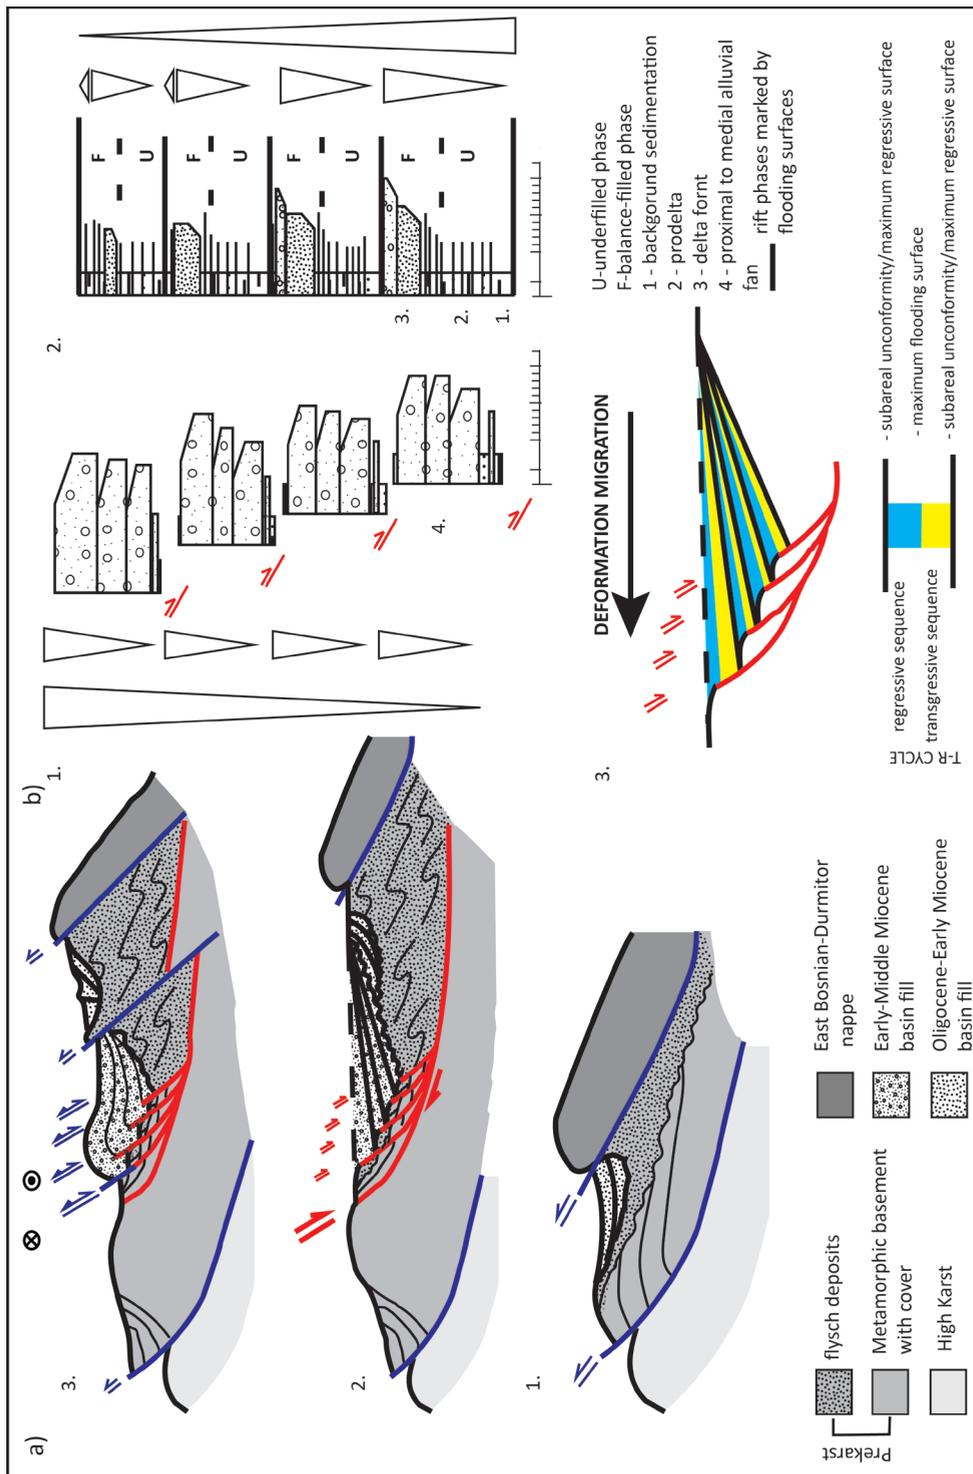 a)
3.
2.
1.
Prekarst
flysch deposits
Metamorphic basement
with cover
High Karst
East Bosnian-Durmitor
nappe
Early-Middle Miocene
basin fill
Oligocene-Early Miocene
basin fill
b)
1.
4.
2.
F
U
F
U
F
U
F
U
3.
2.
1.
3.
DEFORMATION MIGRATION
U-underfilled phase
F-balance-filled phase
1 - backgorund sedimentation
2 - prodelta
3 - delta fornt
4 - proximal to medial alluvial
fan
rift phases marked by
flooding surfaces
T-R CYCLE
regressive sequence
transgressive sequence
- subareal unconformity/maximum regressive surface
- maximum flooding surface
- subareal unconformity/maximum regressive surface